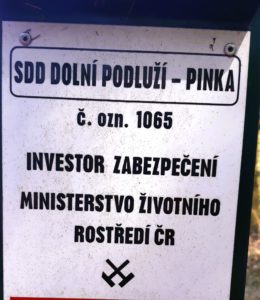 SDD DOLNÍ PODLUŽÍ – PINKA
č. ozn. 1065
INVESTOR ZABEZPEČENÍ
MINISTERSTVO ŽIVOTNÍHO
ROSTŘEDÍ ČR